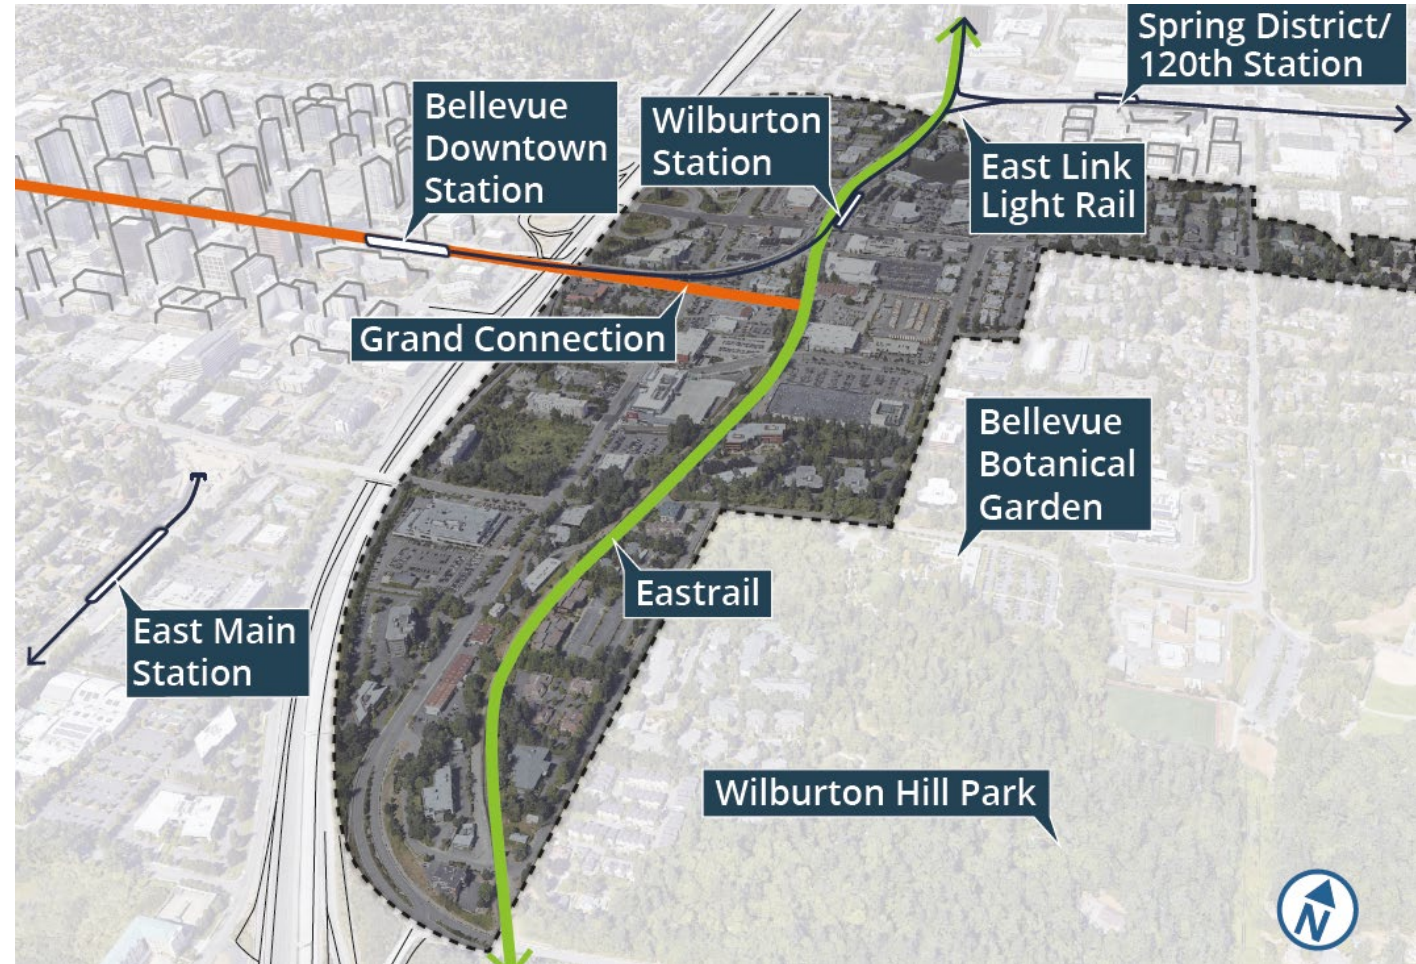 Spring District/
120th Station
Bellevue
Downtown
Station
Wilburton
Station
East Link
Light Rail
Grand Connection
Bellevue
Botanical
Garden
Eastrail
East Main
Station
Wilburton Hill Park
N